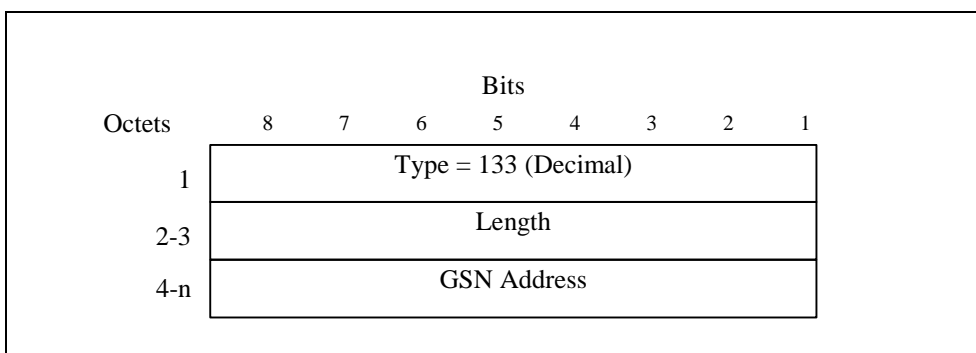 Bits
Octets 8 7 6 5 4 3 2 1
1 Type = 133 (Decimal)
2-3 Length
4-n GSN Address